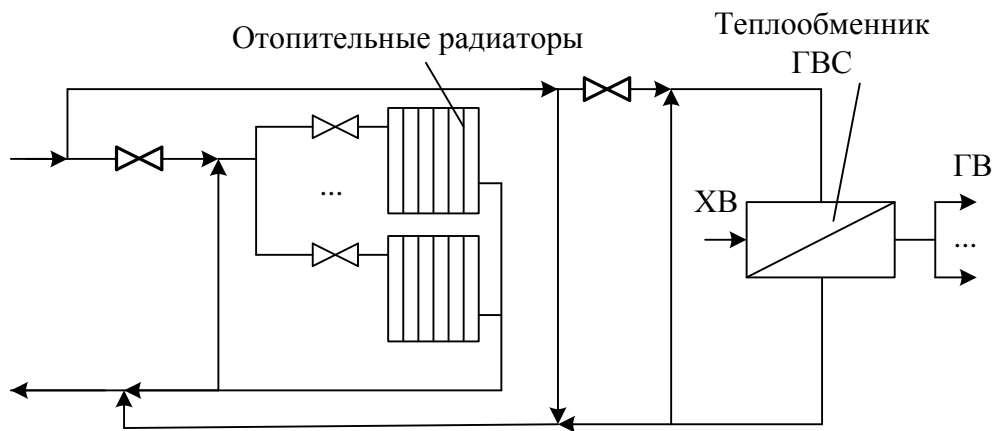 Теплообменник
ГВС
Отопительные радиаторы
...
ХВ
ГВ
...